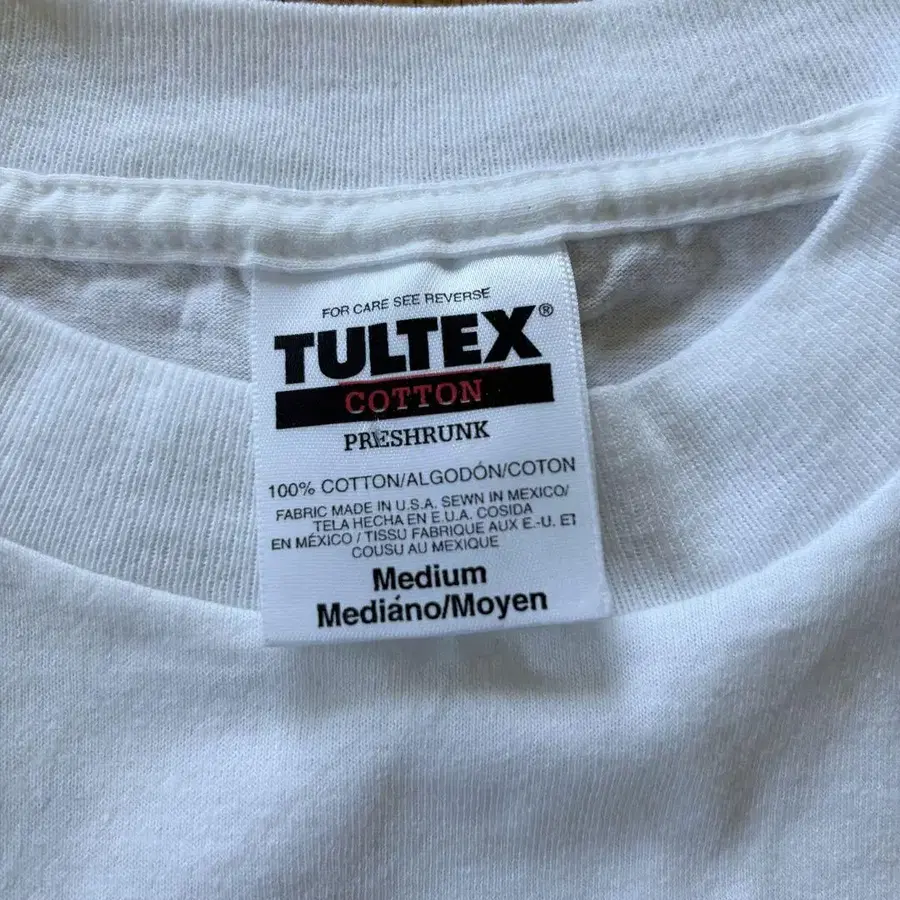 FOR CARE SEE REVERSE
TULTEX®
COTTON
PRESHRUNK
100% COTTON/ALGODÓN/COTON
FABRIC MADE IN U.S.A. SEWN IN MEXICO/
TELA HECHA EN E.U.A. COSIDA
EN MÉXICO / TISSU FABRIQUE AUX E.-U. ET
COUSU AU MEXIQUE
Medium
Mediáno/Moyen